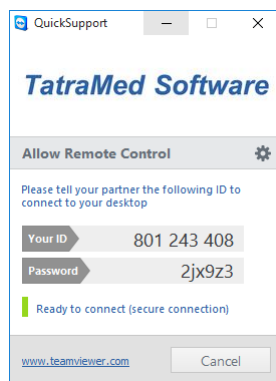 QuickSupport
TatraMed Software
Allow Remote Control
Please tell your partner the following ID to
connect to your desktop
Your ID 801 243 408
Password 2jx9z3
Ready to connect (secure connection)
www.teamviewer.com Cancel